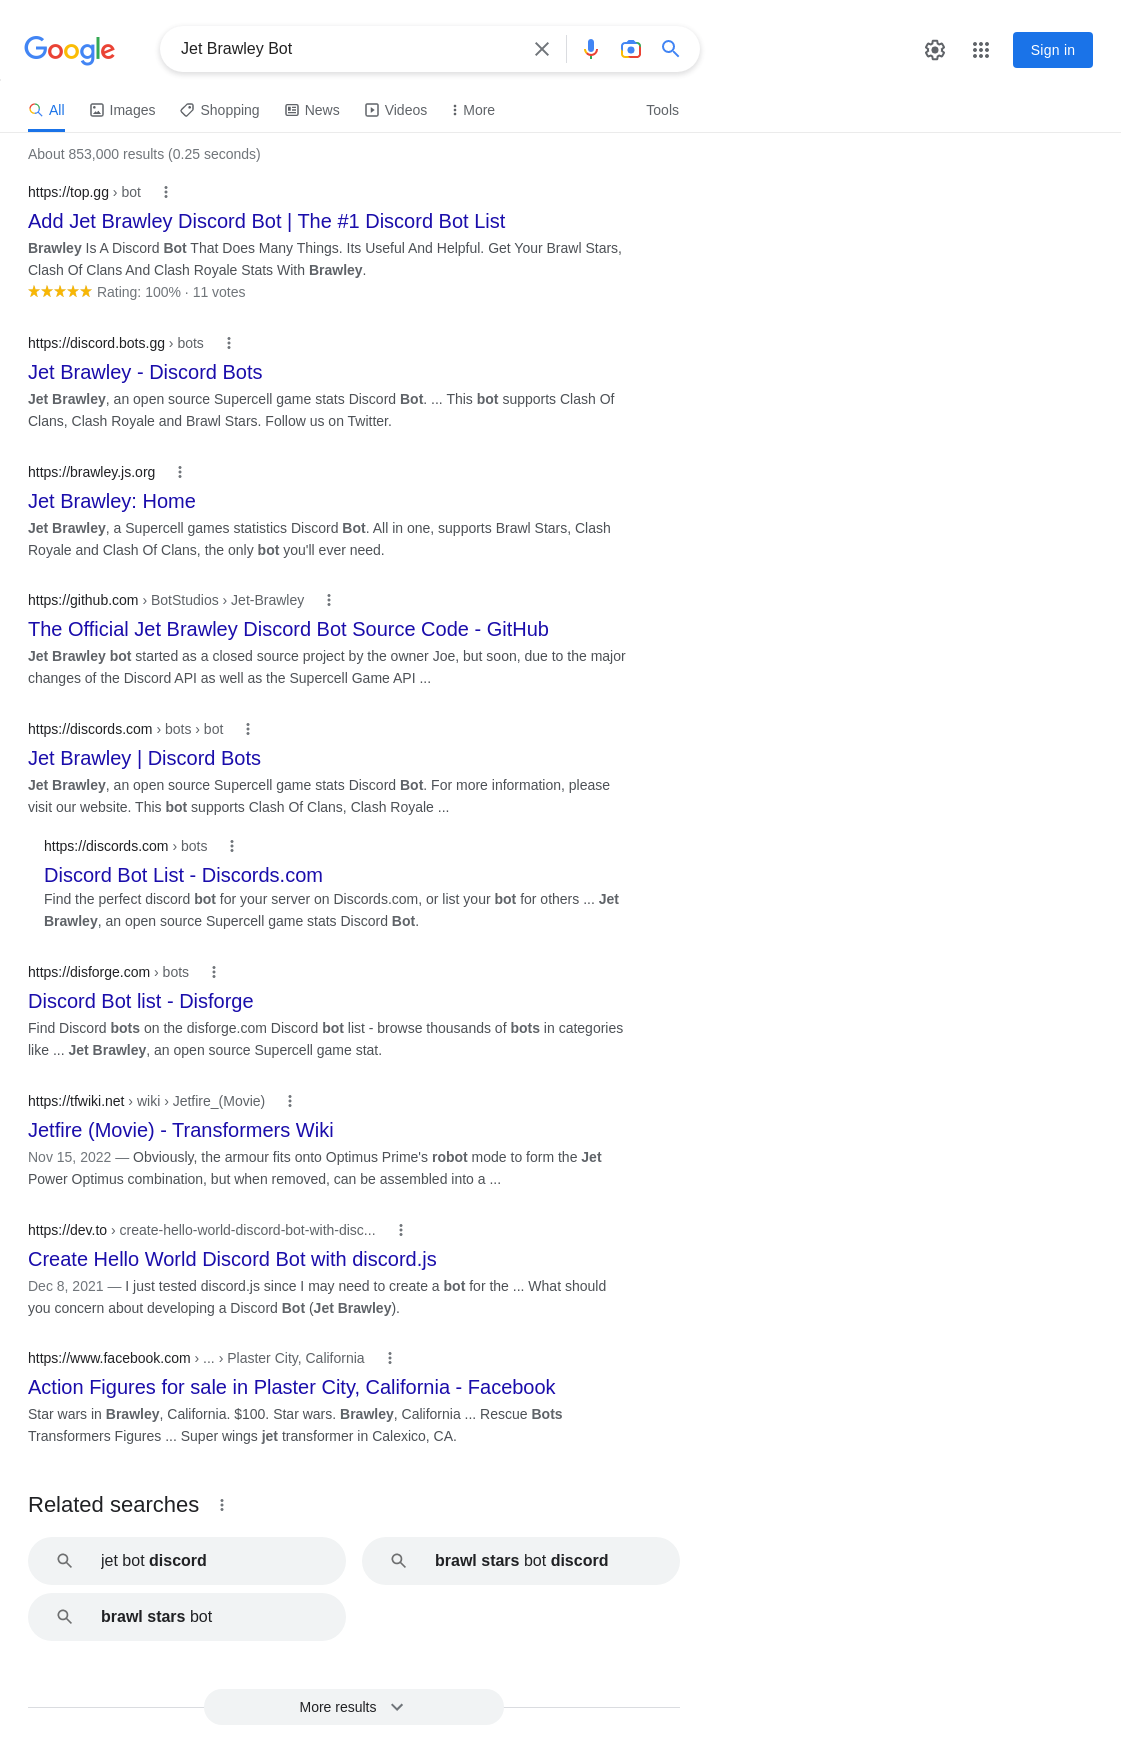 Google
Jet Brawley Bot
Sign in
All Images Shopping News Videos More Tools
About 853,000 results (0.25 seconds)
https://top.gg › bot
Add Jet Brawley Discord Bot | The #1 Discord Bot List
Brawley Is A Discord Bot That Does Many Things. Its Useful And Helpful. Get Your Brawl Stars,
Clash Of Clans And Clash Royale Stats With Brawley.
Rating: 100% · 11 votes
https://discord.bots.gg › bots
Jet Brawley - Discord Bots
Jet Brawley, an open source Supercell game stats Discord Bot. ... This bot supports Clash Of
Clans, Clash Royale and Brawl Stars. Follow us on Twitter.
https://brawley.js.org
Jet Brawley: Home
Jet Brawley, a Supercell games statistics Discord Bot. All in one, supports Brawl Stars, Clash
Royale and Clash Of Clans, the only bot you'll ever need.
https://github.com › BotStudios › Jet-Brawley
The Official Jet Brawley Discord Bot Source Code - GitHub
Jet Brawley bot started as a closed source project by the owner Joe, but soon, due to the major
changes of the Discord API as well as the Supercell Game API ...
https://discords.com › bots › bot
Jet Brawley | Discord Bots
Jet Brawley, an open source Supercell game stats Discord Bot. For more information, please
visit our website. This bot supports Clash Of Clans, Clash Royale ...
https://discords.com › bots
Discord Bot List - Discords.com
Find the perfect discord bot for your server on Discords.com, or list your bot for others ... Jet
Brawley, an open source Supercell game stats Discord Bot.
https://disforge.com › bots
Discord Bot list - Disforge
Find Discord bots on the disforge.com Discord bot list - browse thousands of bots in categories
like ... Jet Brawley, an open source Supercell game stat.
https://tfwiki.net › wiki › Jetfire_(Movie)
Jetfire (Movie) - Transformers Wiki
Nov 15, 2022 — Obviously, the armour fits onto Optimus Prime's robot mode to form the Jet
Power Optimus combination, but when removed, can be assembled into a ...
https://dev.to › create-hello-world-discord-bot-with-disc...
Create Hello World Discord Bot with discord.js
Dec 8, 2021 — I just tested discord.js since I may need to create a bot for the ... What should
you concern about developing a Discord Bot (Jet Brawley).
https://www.facebook.com › ... › Plaster City, California
Action Figures for sale in Plaster City, California - Facebook
Star wars in Brawley, California. $100. Star wars. Brawley, California ... Rescue Bots
Transformers Figures ... Super wings jet transformer in Calexico, CA.
Related searches
jet bot discord
brawl stars bot discord
brawl stars bot
More results